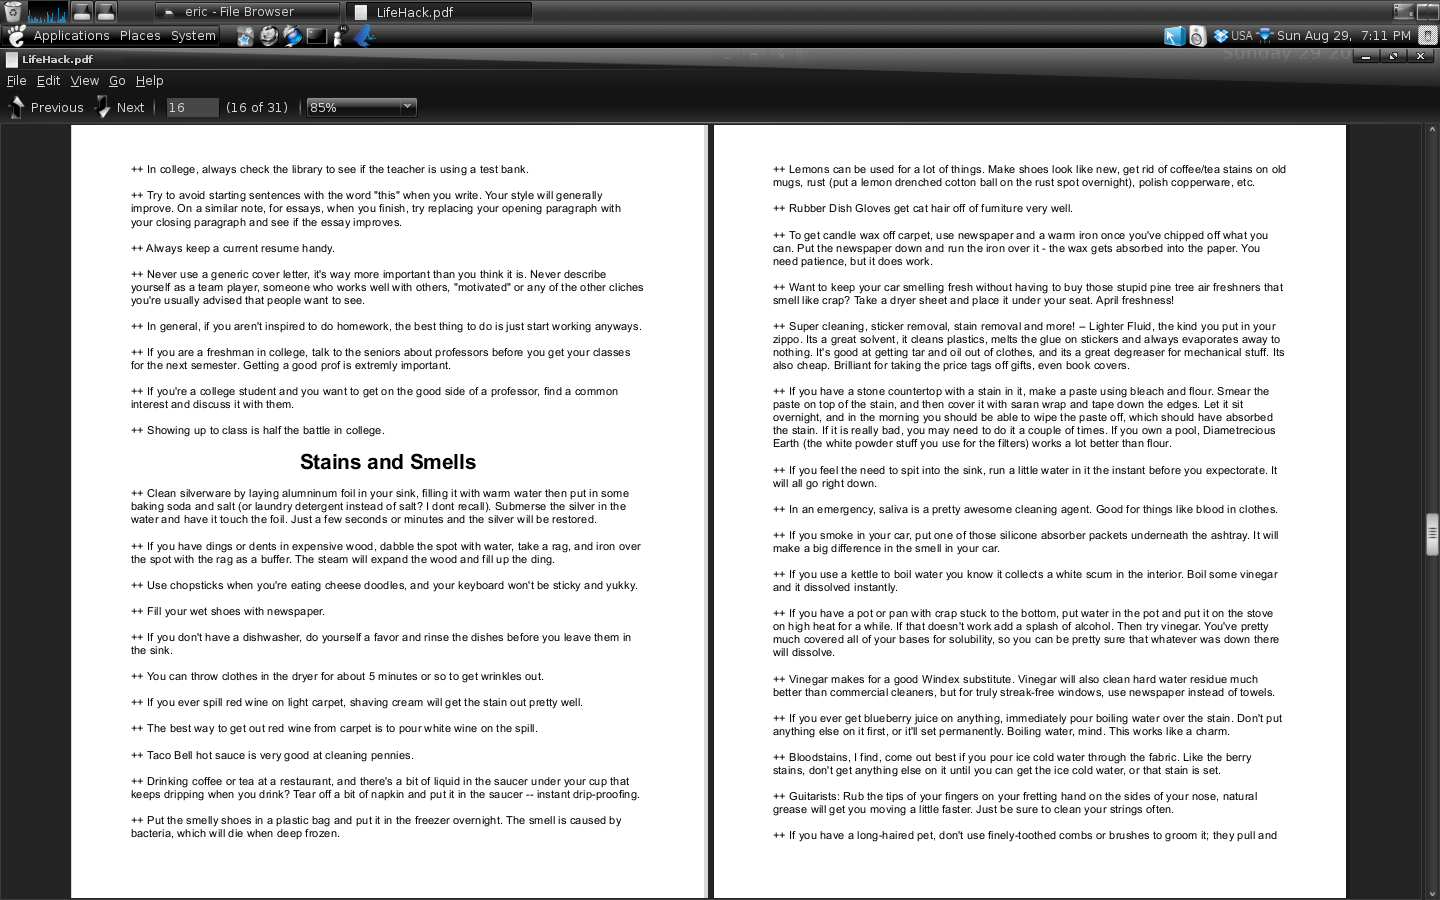 eric - File Browser
LifeHack.pdf
Applications Places System
USA
Sun Aug 29, 7:11 PM
LifeHack.pdf
File Edit View Go Help
Previous Next 16 (16 of 31) 85%
++ In college, always check the library to see if the teacher is using a test bank.
++ Try to avoid starting sentences with the word "this" when you write. Your style will generally
improve. On a similar note, for essays, when you finish, try replacing your opening paragraph with
your closing paragraph and see if the essay improves.
++ Always keep a current resume handy.
++ Never use a generic cover letter, it's way more important than you think it is. Never describe
yourself as a team player, someone who works well with others, "motivated" or any of the other cliches
you're usually advised that people want to see.
++ In general, if you aren't inspired to do homework, the best thing to do is just start working anyways.
++ If you are a freshman in college, talk to the seniors about professors before you get your classes
for the next semester. Getting a good prof is extremly important.
++ If you're a college student and you want to get on the good side of a professor, find a common
interest and discuss it with them.
++ Showing up to class is half the battle in college.
Stains and Smells
++ Clean silverware by laying alumninum foil in your sink, filling it with warm water then put in some
baking soda and salt (or laundry detergent instead of salt? I dont recall). Submerse the silver in the
water and have it touch the foil. Just a few seconds or minutes and the silver will be restored.
++ If you have dings or dents in expensive wood, dabble the spot with water, take a rag, and iron over
the spot with the rag as a buffer. The steam will expand the wood and fill up the ding.
++ Use chopsticks when you're eating cheese doodles, and your keyboard won't be sticky and yukky.
++ Fill your wet shoes with newspaper.
++ If you don't have a dishwasher, do yourself a favor and rinse the dishes before you leave them in
the sink.
++ You can throw clothes in the dryer for about 5 minutes or so to get wrinkles out.
++ If you ever spill red wine on light carpet, shaving cream will get the stain out pretty well.
++ The best way to get out red wine from carpet is to pour white wine on the spill.
++ Taco Bell hot sauce is very good at cleaning pennies.
++ Drinking coffee or tea at a restaurant, and there's a bit of liquid in the saucer under your cup that
keeps dripping when you drink? Tear off a bit of napkin and put it in the saucer -- instant drip-proofing.
++ Put the smelly shoes in a plastic bag and put it in the freezer overnight. The smell is caused by
bacteria, which will die when deep frozen.
++ Lemons can be used for a lot of things. Make shoes look like new, get rid of coffee/tea stains on old
mugs, rust (put a lemon drenched cotton ball on the rust spot overnight), polish copperware, etc.
++ Rubber Dish Gloves get cat hair off of furniture very well.
++ To get candle wax off carpet, use newspaper and a warm iron once you've chipped off what you
can. Put the newspaper down and run the iron over it - the wax gets absorbed into the paper. You
need patience, but it does work.
++ Want to keep your car smelling fresh without having to buy those stupid pine tree air freshners that
smell like crap? Take a dryer sheet and place it under your seat. April freshness!
++ Super cleaning, sticker removal, stain removal and more! – Lighter Fluid, the kind you put in your
zippo. Its a great solvent, it cleans plastics, melts the glue on stickers and always evaporates away to
nothing. It's good at getting tar and oil out of clothes, and its a great degreaser for mechanical stuff. Its
also cheap. Brilliant for taking the price tags off gifts, even book covers.
++ If you have a stone countertop with a stain in it, make a paste using bleach and flour. Smear the
paste on top of the stain, and then cover it with saran wrap and tape down the edges. Let it sit
overnight, and in the morning you should be able to wipe the paste off, which should have absorbed
the stain. If it is really bad, you may need to do it a couple of times. If you own a pool, Diametrecious
Earth (the white powder stuff you use for the filters) works a lot better than flour.
++ If you feel the need to spit into the sink, run a little water in it the instant before you expectorate. It
will all go right down.
++ In an emergency, saliva is a pretty awesome cleaning agent. Good for things like blood in clothes.
++ If you smoke in your car, put one of those silicone absorber packets underneath the ashtray. It will
make a big difference in the smell in your car.
++ If you use a kettle to boil water you know it collects a white scum in the interior. Boil some vinegar
and it dissolved instantly.
++ If you have a pot or pan with crap stuck to the bottom, put water in the pot and put it on the stove
on high heat for a while. If that doesn't work add a splash of alcohol. Then try vinegar. You've pretty
much covered all of your bases for solubility, so you can be pretty sure that whatever was down there
will dissolve.
++ Vinegar makes for a good Windex substitute. Vinegar will also clean hard water residue much
better than commercial cleaners, but for truly streak-free windows, use newspaper instead of towels.
++ If you ever get blueberry juice on anything, immediately pour boiling water over the stain. Don't put
anything else on it first, or it'll set permanently. Boiling water, mind. This works like a charm.
++ Bloodstains, I find, come out best if you pour ice cold water through the fabric. Like the berry
stains, don't get anything else on it until you can get the ice cold water, or that stain is set.
++ Guitarists: Rub the tips of your fingers on your fretting hand on the sides of your nose, natural
grease will get you moving a little faster. Just be sure to clean your strings often.
++ If you have a long-haired pet, don't use finely-toothed combs or brushes to groom it; they pull and